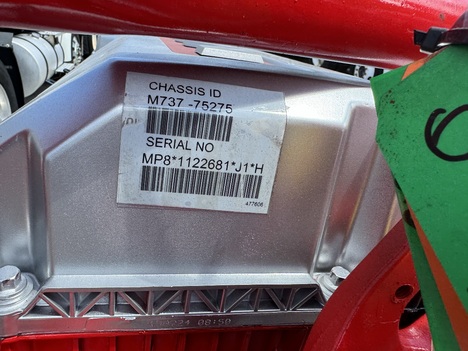 CHASSIS ID
M737 -75275
SERIAL NO
MP8*1122681*J1*H
477606